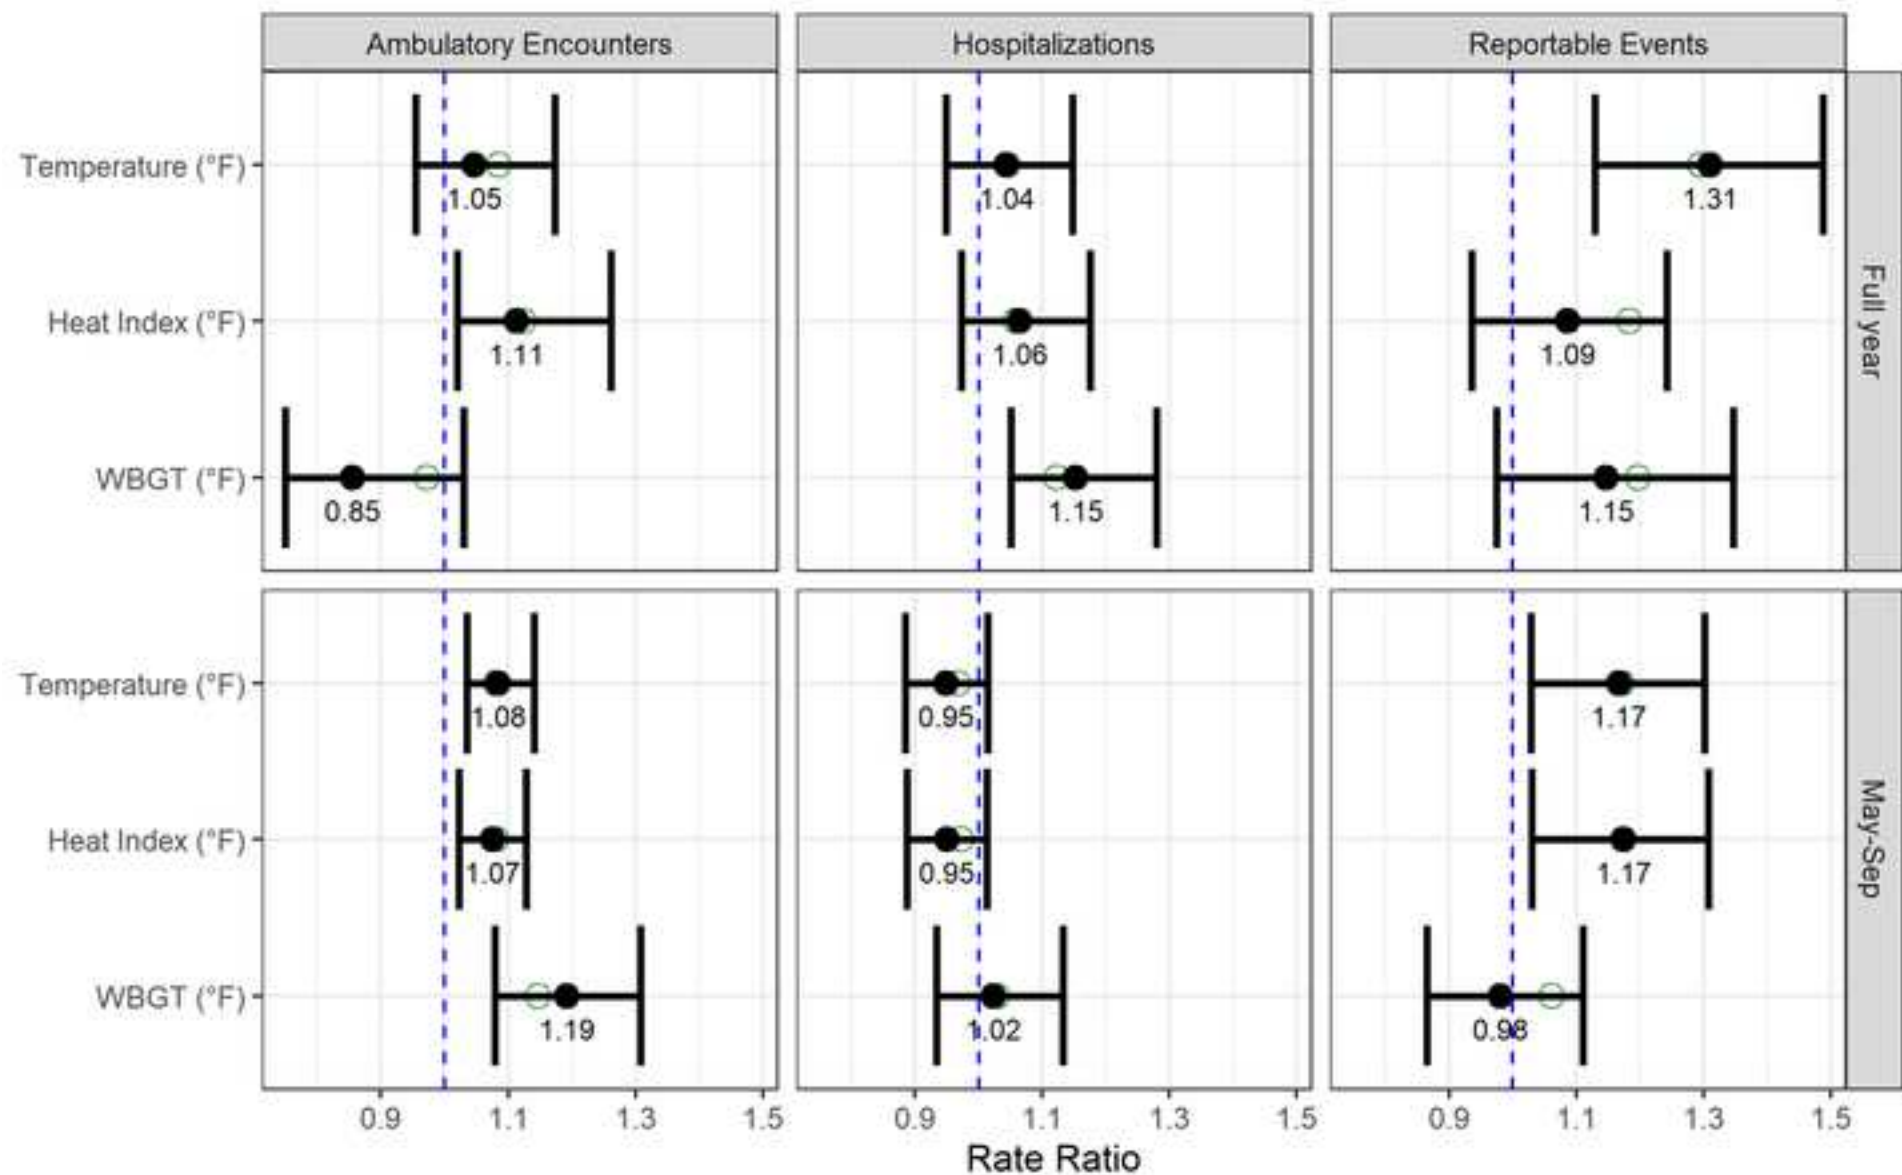 Ambulatory Encounters Hospitalizations Reportable Events
Temperature (°F)
1.05 1.04 1.31
Heat Index (°F)
1.11 1.06 1.09
WBGT (°F)
0.85 1.15 1.15
Full year
Temperature (°F)
1.08 0.95 1.17
Heat Index (°F)
1.07 0.95 1.17
WBGT (°F)
1.19 1.02 0.98
May-Sep
0.9 1.1 1.3 1.5 0.9 1.1 1.3 1.5 0.9 1.1 1.3 1.5
Rate Ratio